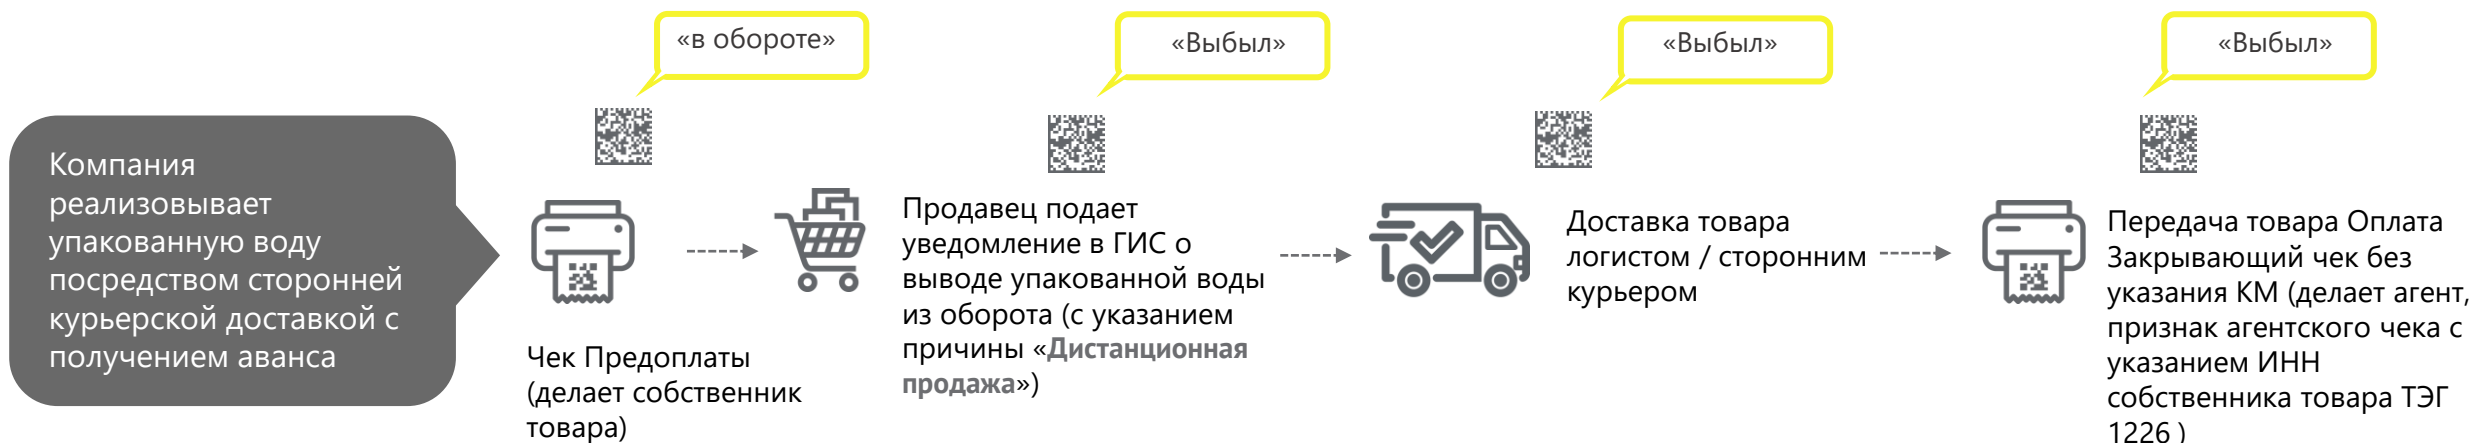 «в обороте»
«Выбыл»
«Выбыл»
«Выбыл»
Компания
реализовывает
упакованную воду
посредством сторонней
курьерской доставкой с
получением аванса
Чек Предоплаты
(делает собственник
товара)
Продавец подает
уведомление в ГИС о
выводе упакованной воды
из оборота (с указанием
причины «Дистанционная
продажа»)
Доставка товара
логистом / сторонним
курьером
Передача товара Оплата
Закрывающий чек без
указания КМ (делает агент,
признак агентского чека с
указанием ИНН
собственника товара ТЭГ
1226 )